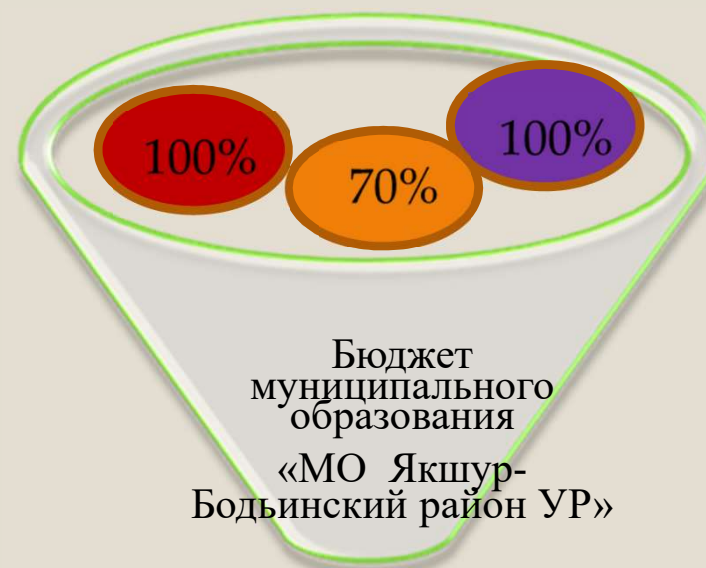 100%
70%
100%
Бюджет
муниципального
образования
«МО Якшур-
Бодьинский район УР»